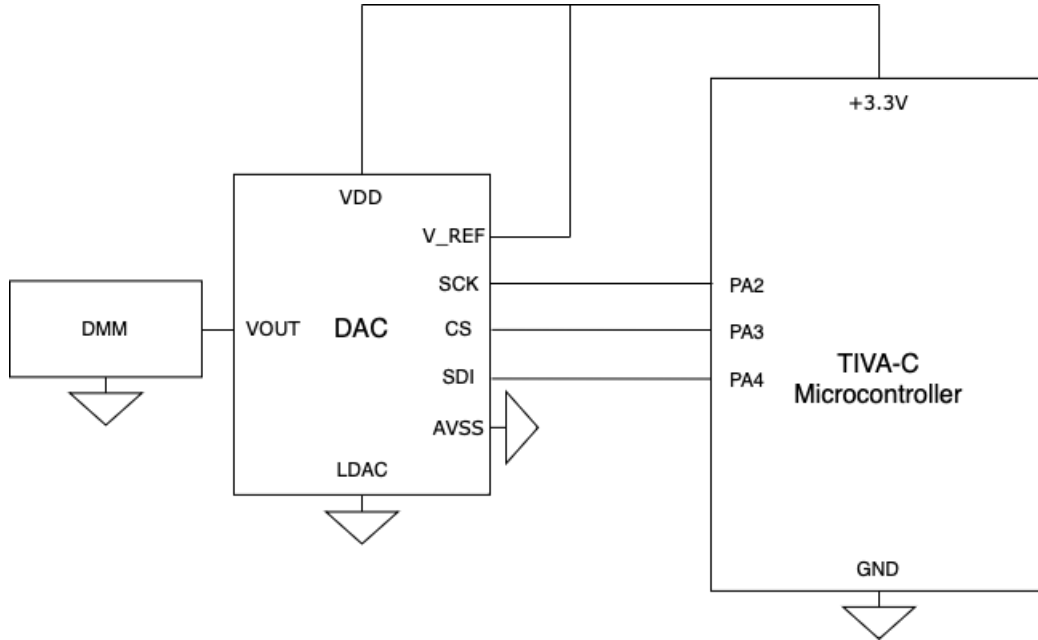 +3.3V
VDD
V_REF
SCK
PA2
DMM
VOUT
DAC
CS
PA3
SDI
PA4
TIVA-C
Microcontroller
AVSS
LDAC
GND